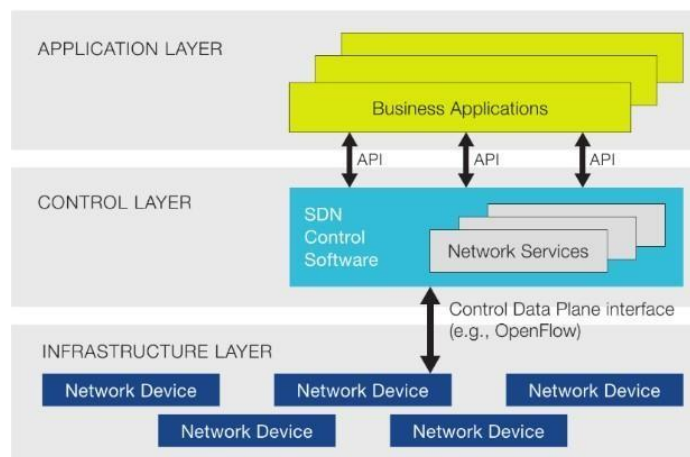 APPLICATION LAYER
Business Applications
API
API
API
CONTROL LAYER
SDN
Control
Software
Network Services
Control Data Plane interface
(e.g., OpenFlow)
INFRASTRUCTURE LAYER
Network Device
Network Device
Network Device
Network Device
Network Device